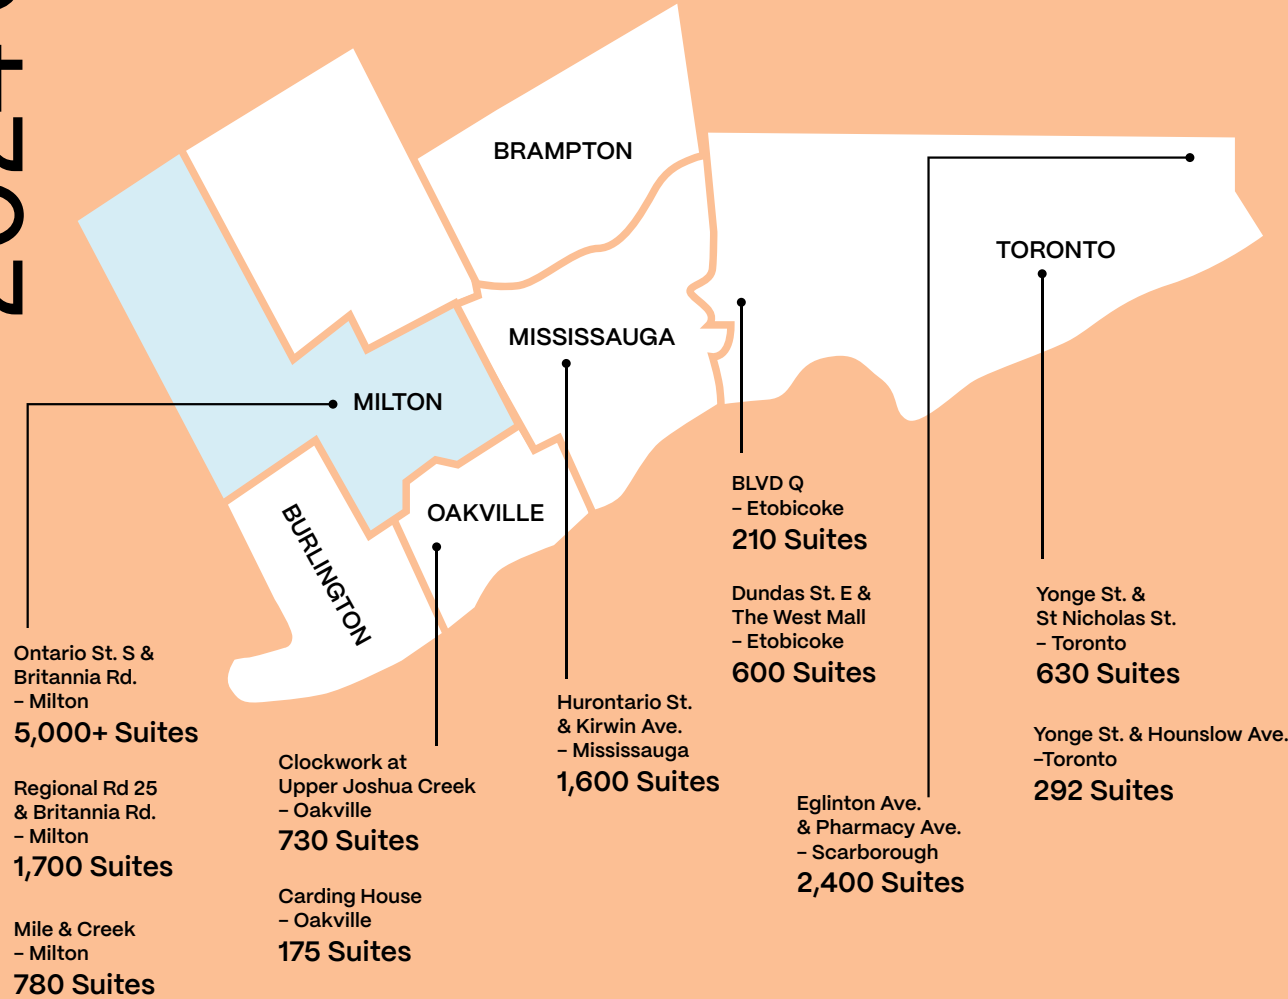 BRAMPTON
TORONTO
MISSISSAUGA
MILTON
OAKVILLE
BURLINGTON
Ontario St. S &
Britannia Rd.
– Milton
5,000+ Suites
Regional Rd 25
& Britannia Rd.
– Milton
1,700 Suites
Mile & Creek
– Milton
780 Suites
Clockwork at
Upper Joshua Creek
– Oakville
730 Suites
Carding House
– Oakville
175 Suites
Hurontario St.
& Kirwin Ave.
– Mississauga
1,600 Suites
BLVD Q
– Etobicoke
210 Suites
Dundas St. E &
The West Mall
– Etobicoke
600 Suites
Eglinton Ave.
& Pharmacy Ave.
– Scarborough
2,400 Suites
Yonge St. &
St Nicholas St.
– Toronto
630 Suites
Yonge St. & Hounslow Ave.
–Toronto
292 Suites